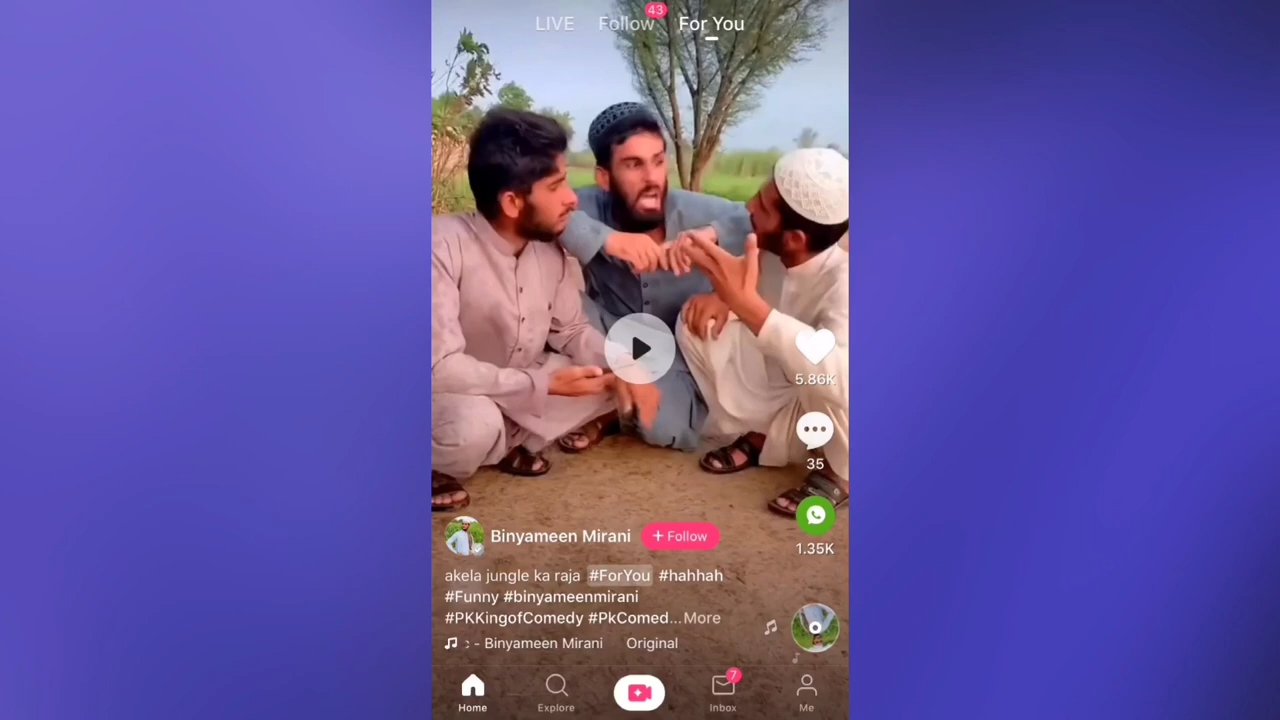 43
LIVE Follow For You
5.86K
35
1.35K
Binyameen Mirani + Follow
akela jungle ka raja #ForYou #hahhah
#Funny #binyameenmirani
#PKKingofComedy #PkComed...More
- Binyameen Mirani Original
7
Home Explore Inbox Me